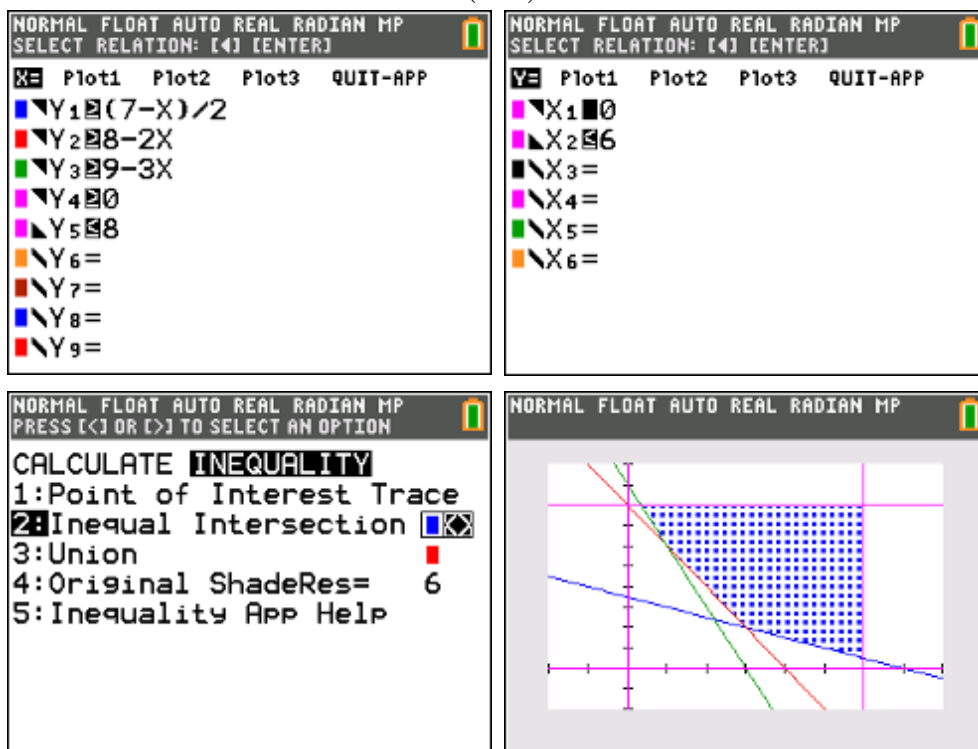 NORMAL FLOAT AUTO REAL RADIAN MP
SELECT RELATION: [◀] [ENTER]
X= Plot1 Plot2 Plot3 QUIT-APP
Y₁≥(7-X)/2
Y₂≥8-2X
Y₃≥9-3X
Y₄≥0
Y₅≤8
Y₆=
Y₇=
Y₈=
Y₉=
NORMAL FLOAT AUTO REAL RADIAN MP
SELECT RELATION: [◀] [ENTER]
Y= Plot1 Plot2 Plot3 QUIT-APP
X₁ 0
X₂≤6
X₃=
X₄=
X₅=
X₆=
NORMAL FLOAT AUTO REAL RADIAN MP
PRESS [<] OR [>] TO SELECT AN OPTION
CALCULATE INEQUALITY
1:Point of Interest Trace
2:Inequal Intersection
3:Union
4:Original ShadeRes= 6
5:Inequality App Help
NORMAL FLOAT AUTO REAL RADIAN MP